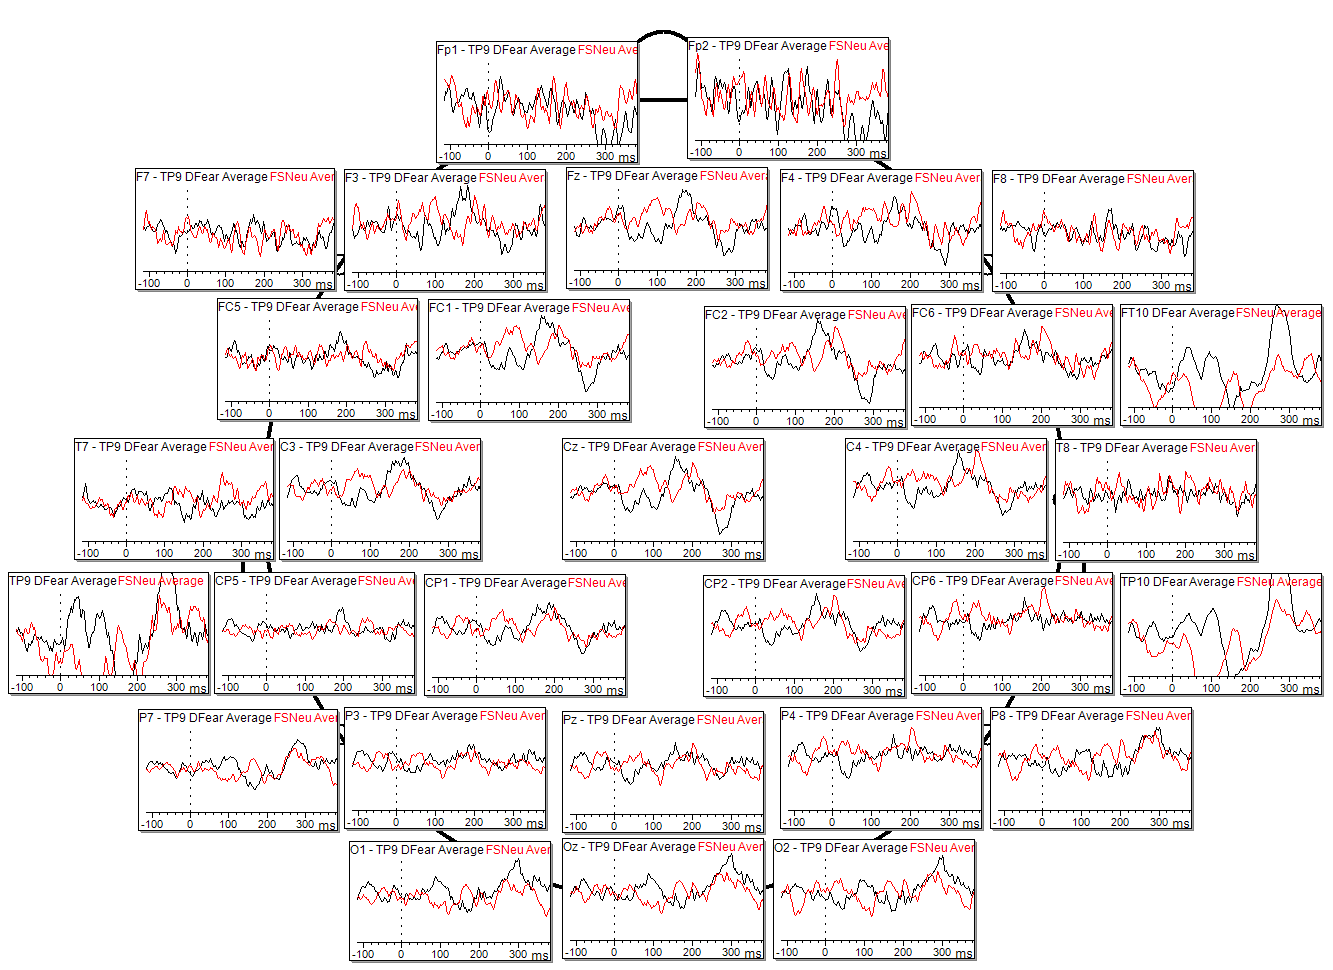 Fp1 - TP9 DFear Average FSNeu Ave
-100 0 100 200 300 ms
Fp2 - TP9 DFear Average FSNeu Ave
-100 0 100 200 300 ms
F7 - TP9 DFear Average FSNeu Aver
-100 0 100 200 300 ms
F3 - TP9 DFear Average FSNeu Aver
-100 0 100 200 300 ms
Fz - TP9 DFear Average FSNeu Avera
-100 0 100 200 300 ms
F4 - TP9 DFear Average FSNeu Aver
-100 0 100 200 300 ms
F8 - TP9 DFear Average FSNeu Aver
-100 0 100 200 300 ms
FC5 - TP9 DFear Average FSNeu Ave
-100 0 100 200 300 ms
FC1 - TP9 DFear Average FSNeu Ave
-100 0 100 200 300 ms
FC2 - TP9 DFear Average FSNeu Ave
-100 0 100 200 300 ms
FC6 - TP9 DFear Average FSNeu Ave
-100 0 100 200 300 ms
FT10 DFear Average FSNeu Average
-100 0 100 200 300 ms
T7 - TP9 DFear Average FSNeu Aver
-100 0 100 200 300 ms
C3 - TP9 DFear Average FSNeu Aver
-100 0 100 200 300 ms
Cz - TP9 DFear Average FSNeu Aver
-100 0 100 200 300 ms
C4 - TP9 DFear Average FSNeu Aver
-100 0 100 200 300 ms
T8 - TP9 DFear Average FSNeu Aver
-100 0 100 200 300 ms
TP9 DFear Average FSNeu Average
-100 0 100 200 300 ms
CP5 - TP9 DFear Average FSNeu Ave
-100 0 100 200 300 ms
CP1 - TP9 DFear Average FSNeu Ave
-100 0 100 200 300 ms
CP2 - TP9 DFear Average FSNeu Ave
-100 0 100 200 300 ms
CP6 - TP9 DFear Average FSNeu Ave
-100 0 100 200 300 ms
TP10 DFear Average FSNeu Average
-100 0 100 200 300 ms
P7 - TP9 DFear Average FSNeu Aver
-100 0 100 200 300 ms
P3 - TP9 DFear Average FSNeu Aver
-100 0 100 200 300 ms
Pz - TP9 DFear Average FSNeu Aver
-100 0 100 200 300 ms
P4 - TP9 DFear Average FSNeu Aver
-100 0 100 200 300 ms
P8 - TP9 DFear Average FSNeu Aver
-100 0 100 200 300 ms
O1 - TP9 DFear Average FSNeu Aver
-100 0 100 200 300 ms
Oz - TP9 DFear Average FSNeu Aver
-100 0 100 200 300 ms
O2 - TP9 DFear Average FSNeu Aver
-100 0 100 200 300 ms